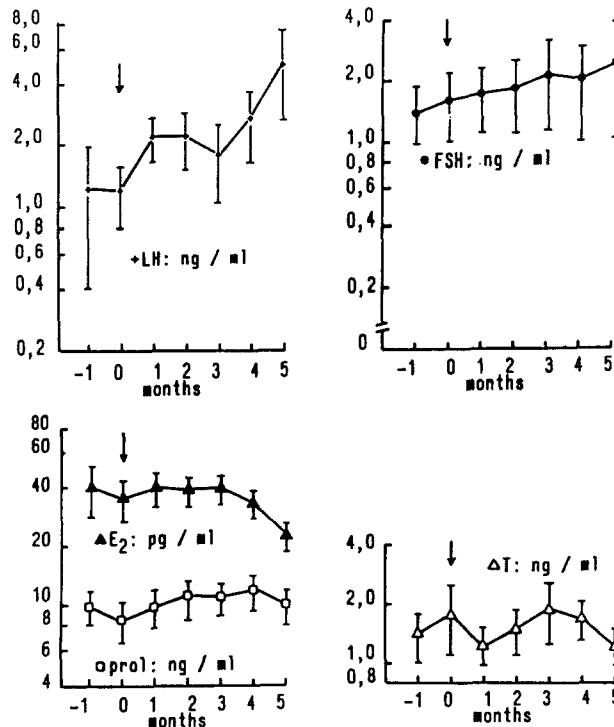 8,0
6,0
4,0
2,0
1,0
0,8
0,6
0,4
0,2
+LH: ng / ml
-1 0 1 2 3 4 5
months
4,0
2,0
1,0
0,8
0,6
0,4
0,2
0
●FSH: ng / ml
-1 0 1 2 3 4 5
months
80
60
40
20
10
8
6
4
▲E₂: pg / ml
□prol: ng / ml
-1 0 1 2 3 4 5
months
4,0
2,0
1,0
0,8
△T: ng / ml
-1 0 1 2 3 4 5
months